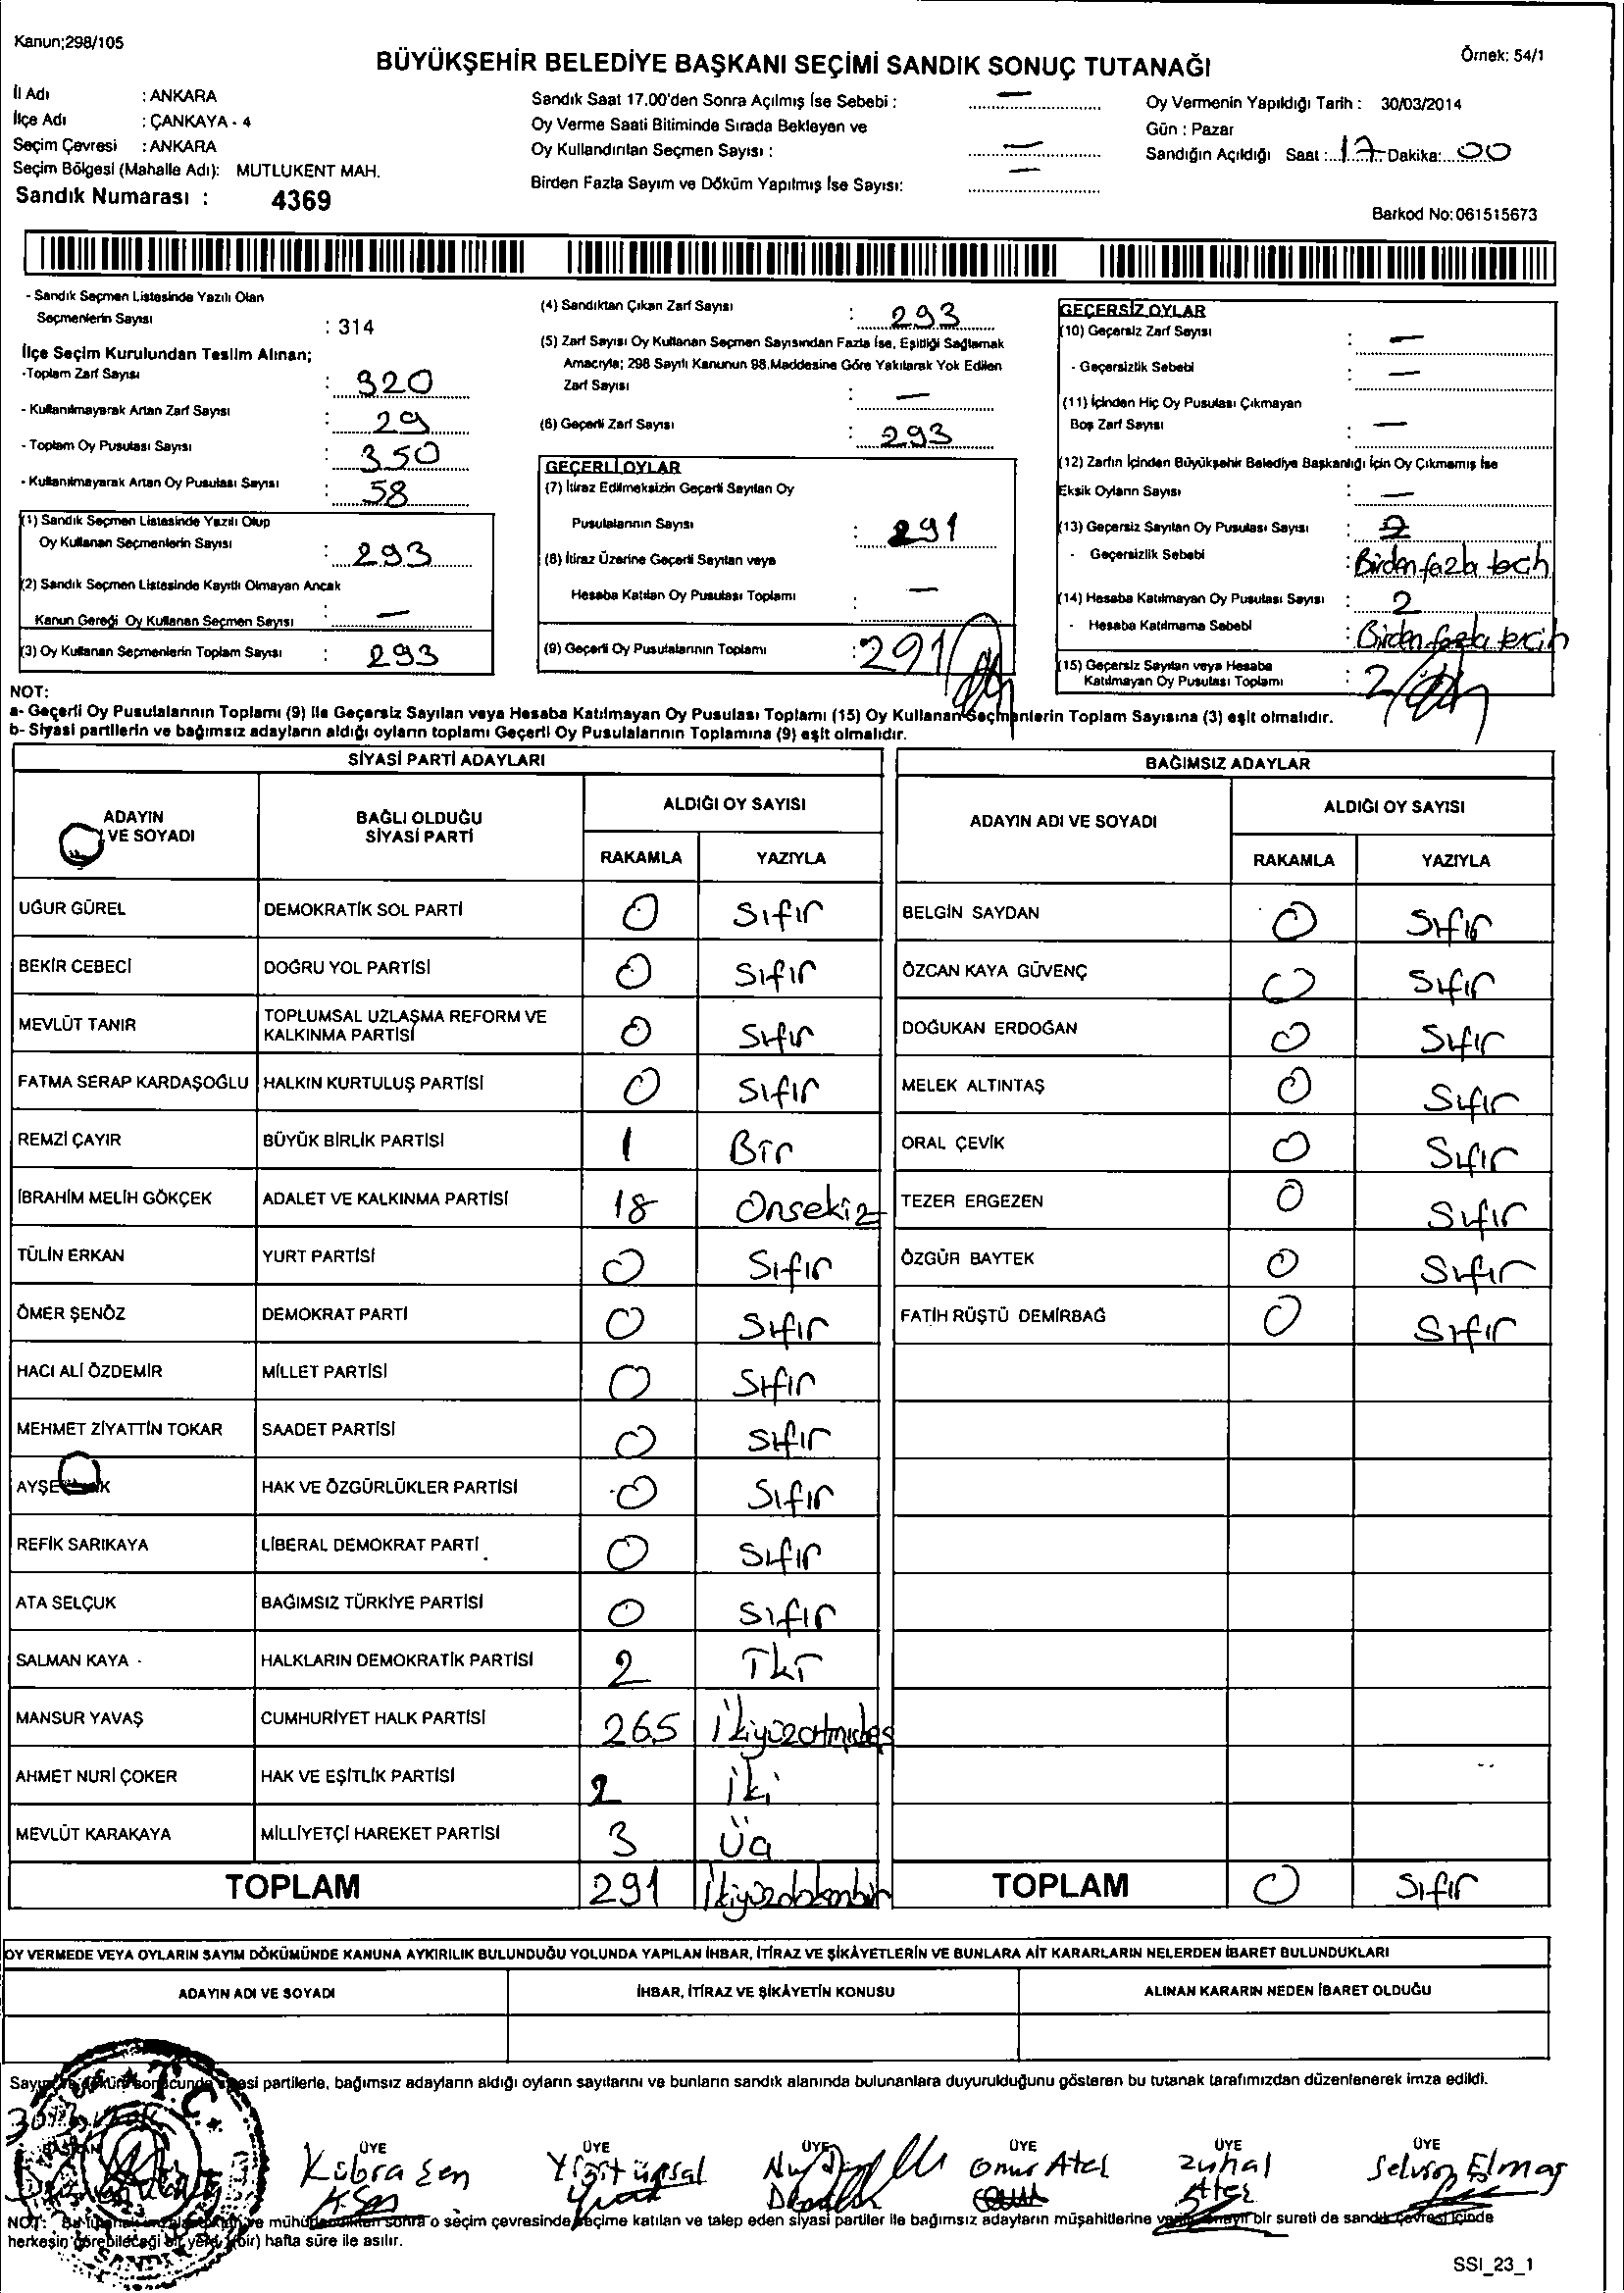 Kanun;298/105
BÜYÜKŞEHİR BELEDİYE BAŞKANI SEÇİMİ SANDIK SONUÇ TUTANAĞI
Örnek: 54/1
İl Adı : ANKARA
İlçe Adı : ÇANKAYA - 4
Seçim Çevresi : ANKARA
Seçim Bölgesi (Mahalle Adı): MUTLUKENT MAH.
Sandık Numarası : 4369
Sandık Saat 17.00'den Sonra Açılmış İse Sebebi : —
Oy Verme Saati Bitiminde Sırada Bekleyen ve
Oy Kullandırılan Seçmen Sayısı : —
Birden Fazla Sayım ve Döküm Yapılmış İse Sayısı: —
Oy Vermenin Yapıldığı Tarih : 30/03/2014
Gün : Pazar
Sandığın Açıldığı Saat : 17 Dakika: 00
Barkod No: 061515673
- Sandık Seçmen Listesinde Yazılı Olan
Seçmenlerin Sayısı : 314
İlçe Seçim Kurulundan Teslim Alınan;
-Toplam Zarf Sayısı : 320
- Kullanılmayarak Artan Zarf Sayısı : 29
- Toplam Oy Pusulası Sayısı : 350
- Kullanılmayarak Artan Oy Pusulası Sayısı : 58
(1) Sandık Seçmen Listesinde Yazılı Olup
Oy Kullanan Seçmenlerin Sayısı : 293
(2) Sandık Seçmen Listesinde Kayıtlı Olmayan Ancak
Kanun Gereği Oy Kullanan Seçmen Sayısı : —
(3) Oy Kullanan Seçmenlerin Toplam Sayısı : 293
(4) Sandıktan Çıkan Zarf Sayısı : 293
(5) Zarf Sayısı Oy Kullanan Seçmen Sayısından Fazla İse, Eşitliği Sağlamak
Amacıyla; 298 Sayılı Kanunun 98.Maddesine Göre Yakılarak Yok Edilen
Zarf Sayısı : —
(6) Geçerli Zarf Sayısı : 293
GEÇERLİ OYLAR
(7) İtiraz Edilmeksizin Geçerli Sayılan Oy
Pusulalarının Sayısı : 291
(8) İtiraz Üzerine Geçerli Sayılan veya
Hesaba Katılan Oy Pusulası Toplamı : —
(9) Geçerli Oy Pusulalarının Toplamı : 291
GEÇERSİZ OYLAR
(10) Geçersiz Zarf Sayısı : —
- Geçersizlik Sebebi : —
(11) İçinden Hiç Oy Pusulası Çıkmayan
Boş Zarf Sayısı : —
(12) Zarfın İçinden Büyükşehir Belediye Başkanlığı İçin Oy Çıkmamış İse
Eksik Oyların Sayısı : —
(13) Geçersiz Sayılan Oy Pusulası Sayısı : 2
- Geçersizlik Sebebi : Birden fazla tercih
(14) Hesaba Katılmayan Oy Pusulası Sayısı : 2
- Hesaba Katılmama Sebebi : Birden fazla tercih
(15) Geçersiz Sayılan veya Hesaba
Katılmayan Oy Pusulası Toplamı : 2
NOT:
a- Geçerli Oy Pusulalarının Toplamı (9) ile Geçersiz Sayılan veya Hesaba Katılmayan Oy Pusulası Toplamı (15) Oy Kullanan Seçmenlerin Toplam Sayısına (3) eşit olmalıdır.
b- Siyasi partilerin ve bağımsız adayların aldığı oyların toplamı Geçerli Oy Pusulalarının Toplamına (9) eşit olmalıdır.
SİYASİ PARTİ ADAYLARI
ADAYIN
VE SOYADI
BAĞLI OLDUĞU
SİYASİ PARTİ
ALDIĞI OY SAYISI
RAKAMLA YAZIYLA
UĞUR GÜREL DEMOKRATİK SOL PARTİ 0 Sıfır
BEKİR CEBECİ DOĞRU YOL PARTİSİ 0 Sıfır
MEVLÜT TANIR TOPLUMSAL UZLAŞMA REFORM VE
KALKINMA PARTİSİ 0 Sıfır
FATMA SERAP KARDAŞOĞLU HALKIN KURTULUŞ PARTİSİ 0 Sıfır
REMZİ ÇAYIR BÜYÜK BİRLİK PARTİSİ 1 Bir
İBRAHİM MELİH GÖKÇEK ADALET VE KALKINMA PARTİSİ 18 Onsekiz
TÜLİN ERKAN YURT PARTİSİ 0 Sıfır
ÖMER ŞENÖZ DEMOKRAT PARTİ 0 Sıfır
HACI ALİ ÖZDEMİR MİLLET PARTİSİ 0 Sıfır
MEHMET ZİYATTİN TOKAR SAADET PARTİSİ 0 Sıfır
AYŞE HAK VE ÖZGÜRLÜKLER PARTİSİ 0 Sıfır
REFİK SARIKAYA LİBERAL DEMOKRAT PARTİ 0 Sıfır
ATA SELÇUK BAĞIMSIZ TÜRKİYE PARTİSİ 0 Sıfır
SALMAN KAYA HALKLARIN DEMOKRATİK PARTİSİ 2 İki
MANSUR YAVAŞ CUMHURİYET HALK PARTİSİ 265 İkiyüzatmışbeş
AHMET NURİ ÇOKER HAK VE EŞİTLİK PARTİSİ 2 İki
MEVLÜT KARAKAYA MİLLİYETÇİ HAREKET PARTİSİ 3 Üç
TOPLAM 291 İkiyüzdoksanbir
BAĞIMSIZ ADAYLAR
ADAYIN ADI VE SOYADI
ALDIĞI OY SAYISI
RAKAMLA YAZIYLA
BELGİN SAYDAN 0 Sıfır
ÖZCAN KAYA GÜVENÇ 0 Sıfır
DOĞUKAN ERDOĞAN 0 Sıfır
MELEK ALTINTAŞ 0 Sıfır
ORAL ÇEVİK 0 Sıfır
TEZER ERGEZEN 0 Sıfır
ÖZGÜR BAYTEK 0 Sıfır
FATİH RÜŞTÜ DEMİRBAĞ 0 Sıfır
TOPLAM 0 Sıfır
OY VERMEDE VEYA OYLARIN SAYIM DÖKÜMÜNDE KANUNA AYKIRILIK BULUNDUĞU YOLUNDA YAPILAN İHBAR, İTİRAZ VE ŞİKÂYETLERİN VE BUNLARA AİT KARARLARIN NELERDEN İBARET BULUNDUKLARI
ADAYIN ADI VE SOYADI İHBAR, İTİRAZ VE ŞİKÂYETİN KONUSU ALINAN KARARIN NEDEN İBARET OLDUĞU
Sayım ve döküm sonucunda siyasi partilerle, bağımsız adayların aldığı oyların sayılarını ve bunların sandık alanında bulunanlara duyurulduğunu gösteren bu tutanak tarafımızdan düzenlenerek imza edildi.
T.C.
BAŞKAN ÜYE ÜYE ÜYE ÜYE ÜYE ÜYE
Kübra Şen Yiğit Ünsal Onur Atel Zuhal Ateş
NOT: ve mühürlendikten sonra o seçim çevresinde seçime katılan ve talep eden siyasi partiler ile bağımsız adayların müşahitlerine bir sureti de sandık çevresi içinde
herkesin görebileceği bir yere (bir) hafta süre ile asılır.
SSI_23_1